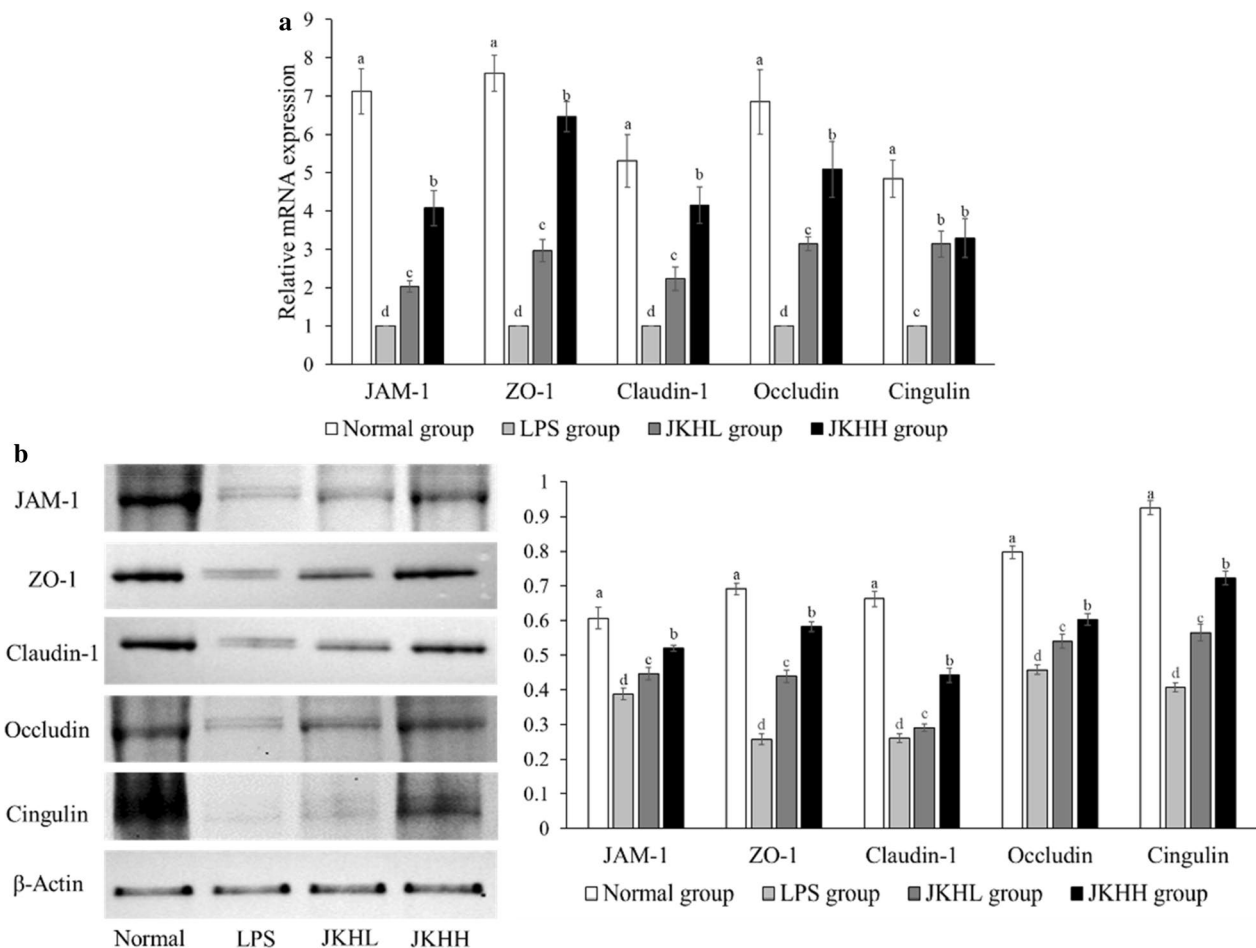 a
Relative mRNA expression
9
8
7
6
5
4
3
2
1
0
a d c b
a d c b
a d c b
a d c b
a c b b
JAM-1 ZO-1 Claudin-1 Occludin Cingulin
Normal group LPS group JKHL group JKHH group
b
JAM-1
ZO-1
Claudin-1
Occludin
Cingulin
β-Actin
Normal LPS JKHL JKHH
1
0.9
0.8
0.7
0.6
0.5
0.4
0.3
0.2
0.1
0
a d c b
a d c b
a d c b
a d c b
a d c b
JAM-1 ZO-1 Claudin-1 Occludin Cingulin
Normal group LPS group JKHL group JKHH group